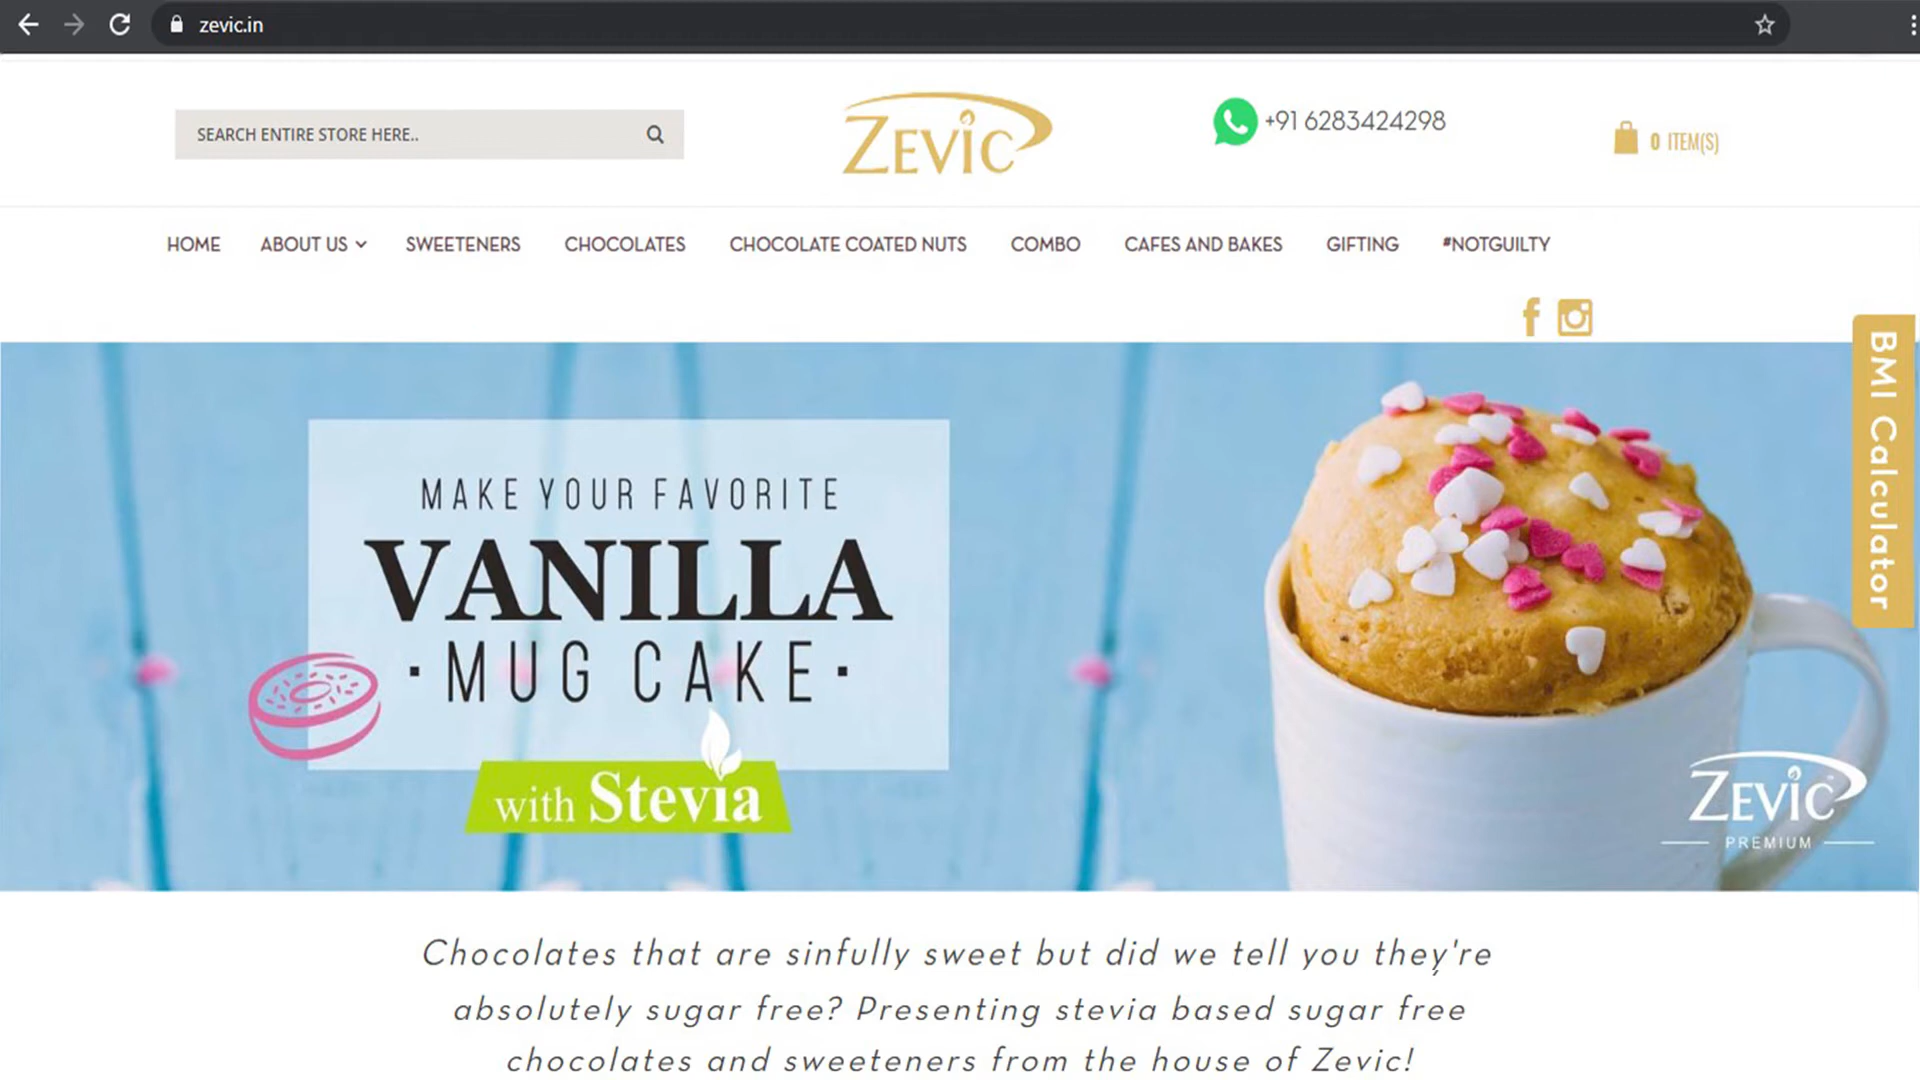 zevic.in
SEARCH ENTIRE STORE HERE..
ZEVIC
+91 6283424298
0 ITEM(S)
HOME ABOUT US SWEETENERS CHOCOLATES CHOCOLATE COATED NUTS COMBO CAFES AND BAKES GIFTING #NOTGUILTY
BMI Calculator
MAKE YOUR FAVORITE
VANILLA
• MUG CAKE •
with Stevia
ZEVIC
PREMIUM
Chocolates that are sinfully sweet but did we tell you they're
absolutely sugar free? Presenting stevia based sugar free
chocolates and sweeteners from the house of Zevic!